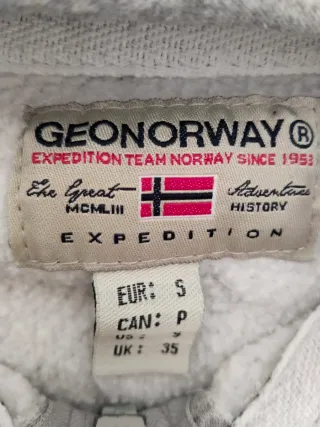 GEONORWAY®
EXPEDITION TEAM NORWAY SINCE 1953
The Great Adventure
MCMLIII HISTORY
EXPEDITION
EUR: S
CAN: P
UK: 35